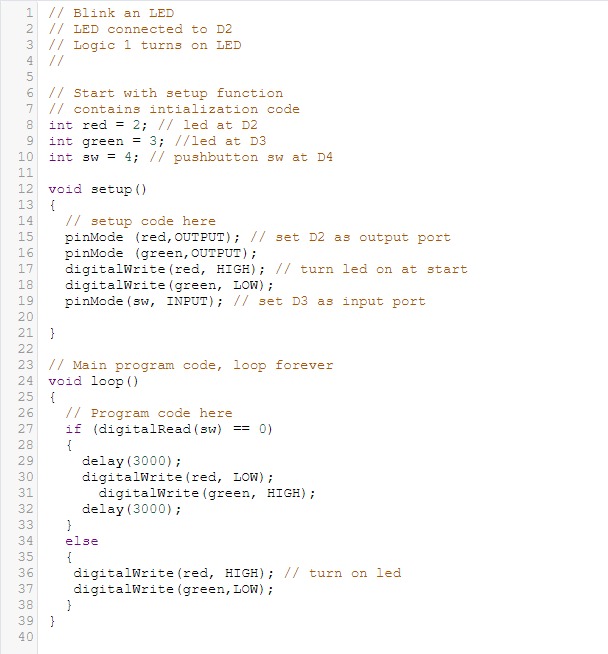 1 // Blink an LED
2 // LED connected to D2
3 // Logic 1 turns on LED
4 //
5
6 // Start with setup function
7 // contains intialization code
8 int red = 2; // led at D2
9 int green = 3; //led at D3
10 int sw = 4; // pushbutton sw at D4
11
12 void setup()
13 {
14   // setup code here
15   pinMode (red,OUTPUT); // set D2 as output port
16   pinMode (green,OUTPUT);
17   digitalWrite(red, HIGH); // turn led on at start
18   digitalWrite(green, LOW);
19   pinMode(sw, INPUT); // set D3 as input port
20
21 }
22
23 // Main program code, loop forever
24 void loop()
25 {
26   // Program code here
27   if (digitalRead(sw) == 0)
28   {
29     delay(3000);
30     digitalWrite(red, LOW);
31       digitalWrite(green, HIGH);
32     delay(3000);
33   }
34   else
35   {
36    digitalWrite(red, HIGH); // turn on led
37    digitalWrite(green,LOW);
38   }
39 }
40